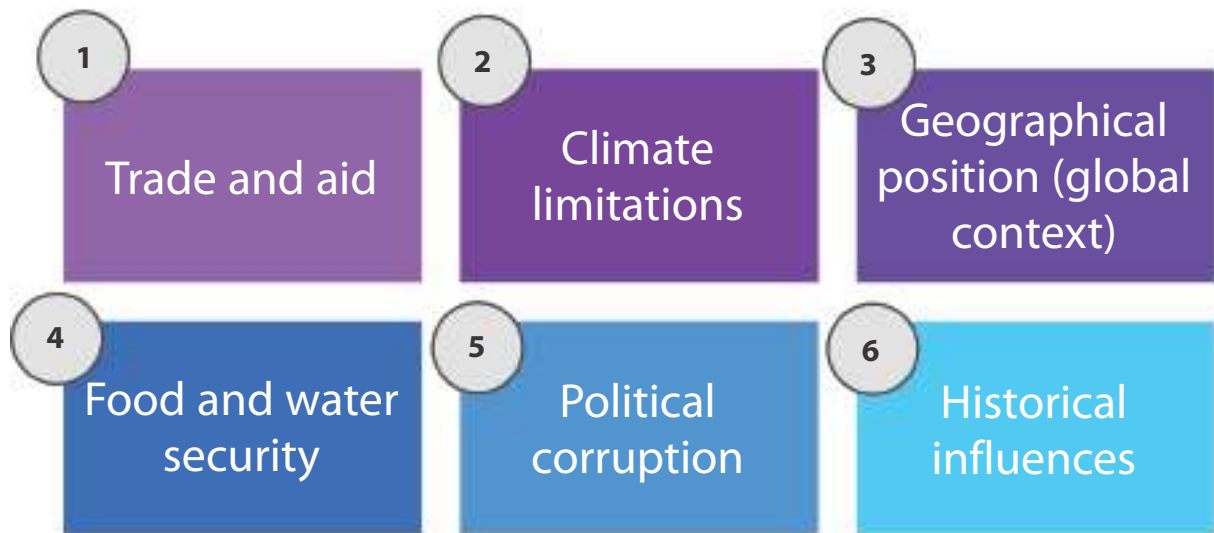 1
Trade and aid
2
Climate
limitations
3
Geographical
position (global
context)
4
Food and water
security
5
Political
corruption
6
Historical
influences